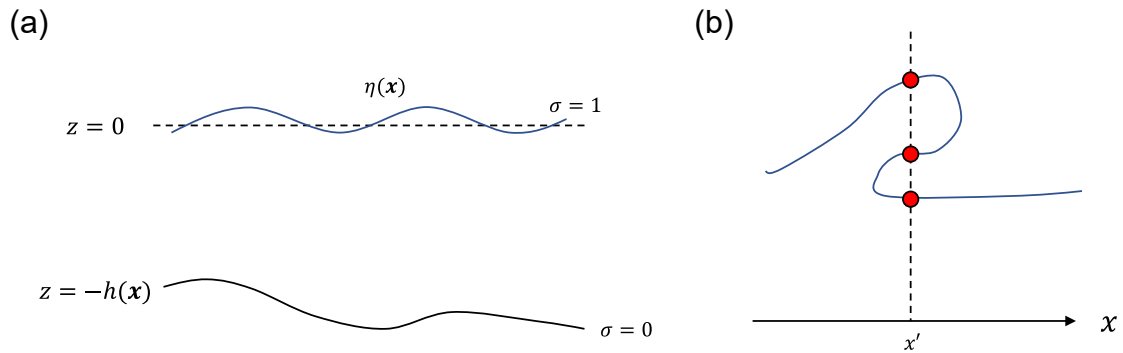 (a)
η(𝒙)
σ = 1
z = 0
z = −h(𝒙)
σ = 0
(b)
x
x′